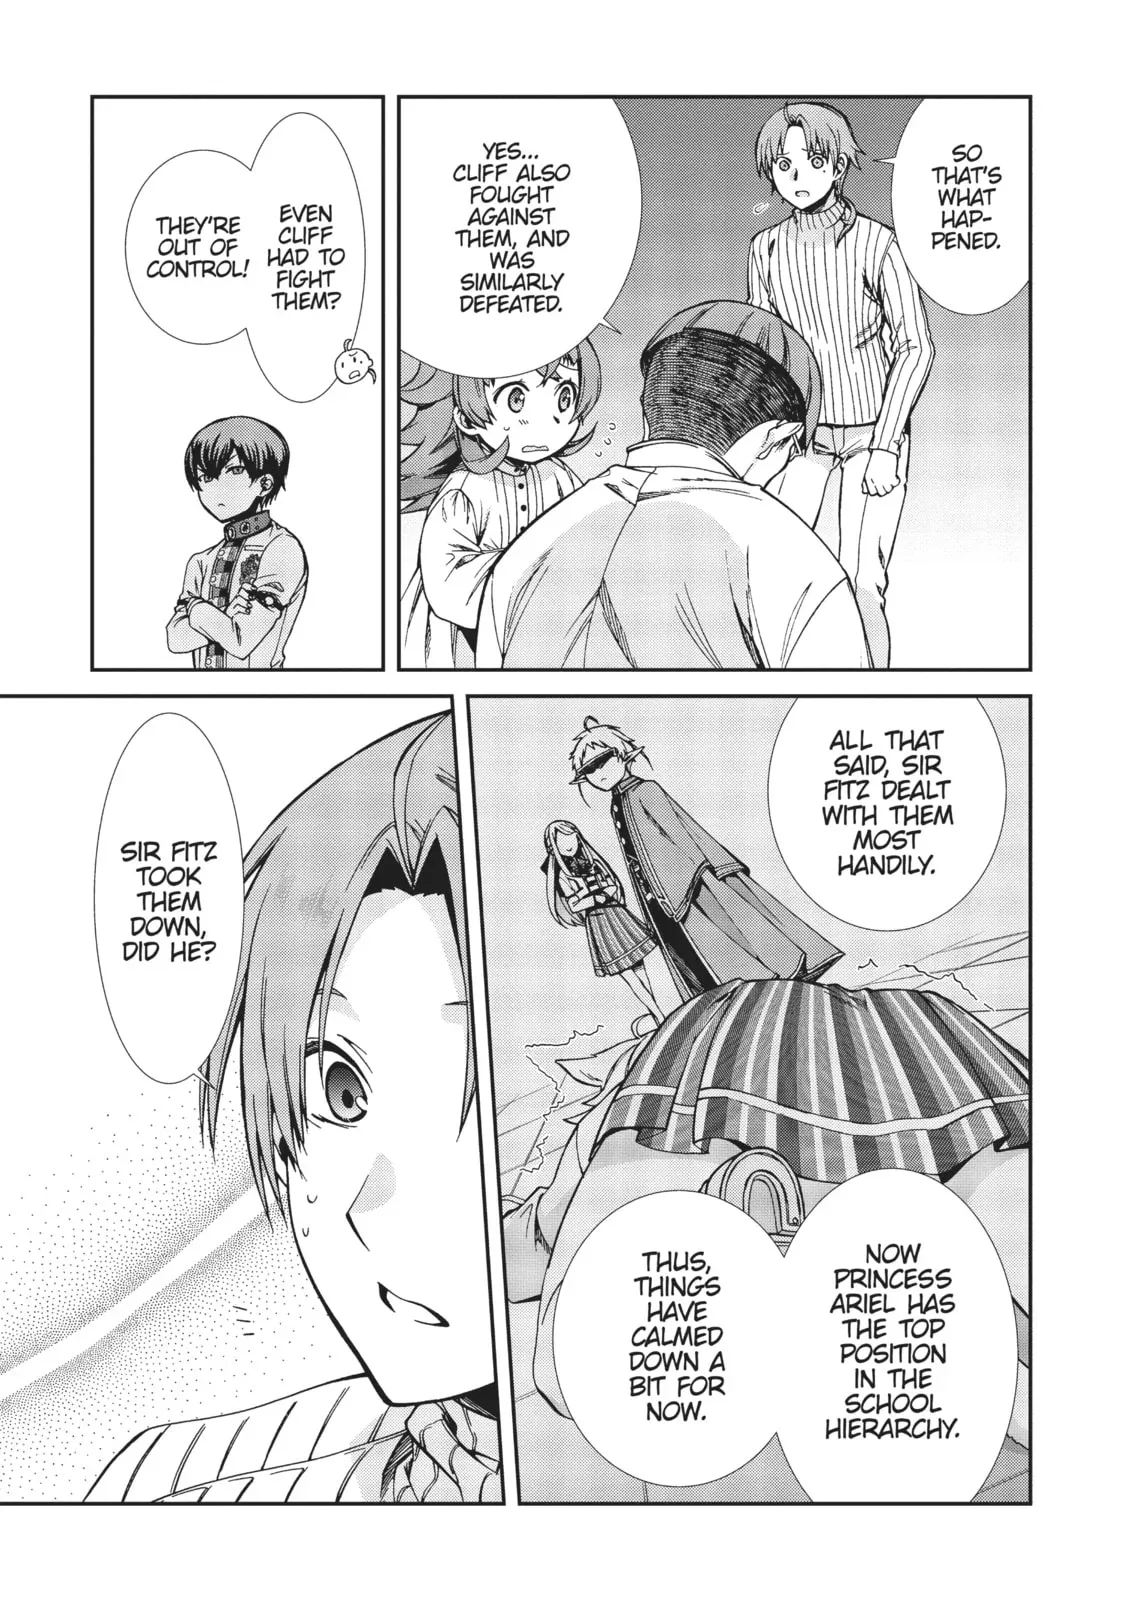 SO
THAT'S
WHAT
HAP-
PENED.
YES...
CLIFF ALSO
FOUGHT
AGAINST
THEM, AND
WAS
SIMILARLY
DEFEATED.
EVEN
CLIFF
HAD TO
FIGHT
THEM?
THEY'RE
OUT OF
CONTROL!
ALL THAT
SAID, SIR
FITZ DEALT
WITH THEM
MOST
HANDILY.
NOW
PRINCESS
ARIEL HAS
THE TOP
POSITION
IN THE
SCHOOL
HIERARCHY.
THUS,
THINGS
HAVE
CALMED
DOWN A
BIT FOR
NOW.
SIR FITZ
TOOK
THEM
DOWN,
DID HE?